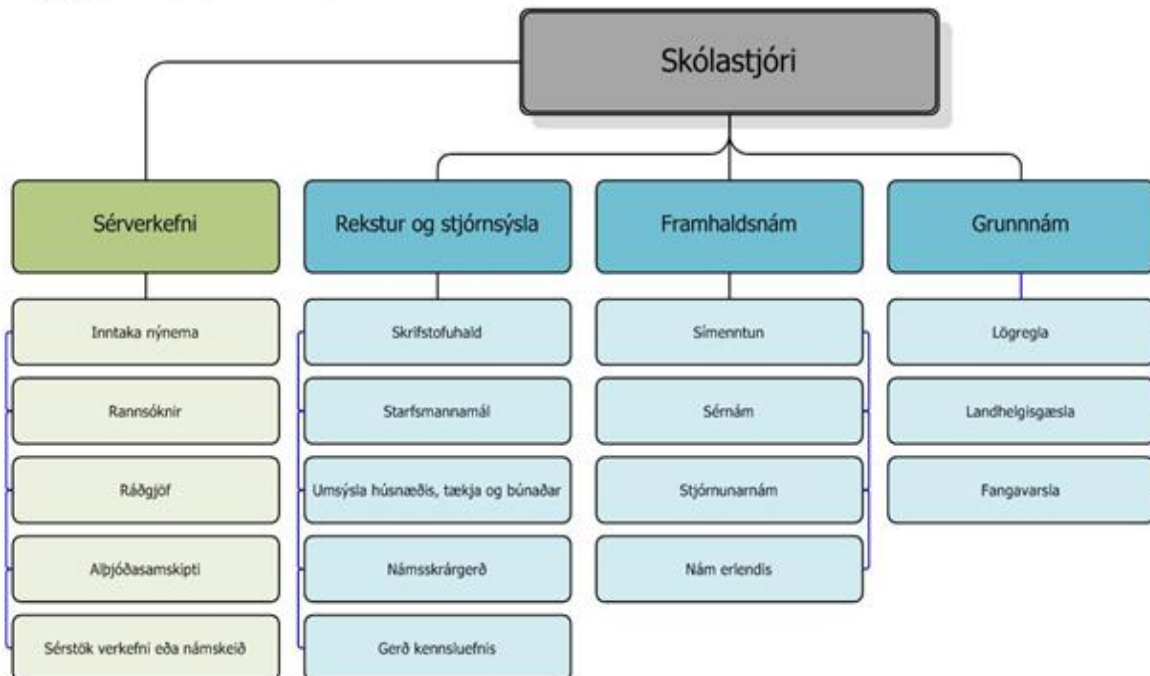 Skólastjóri
Sérverkefni
Inntaka nýnema
Rannsóknir
Ráðgjöf
Alþjóðasamskipti
Sérstök verkefni eða námskeið
Rekstur og stjórnsýsla
Skrifstofuhald
Starfsmannamál
Umsýsla húsnæðis, tækja og búnaðar
Námsskrárgerð
Gerð kennsluefnis
Framhaldsnám
Símenntun
Sérnám
Stjórnunarnám
Nám erlendis
Grunnnám
Lögregla
Landhelgisgæsla
Fangavarsla